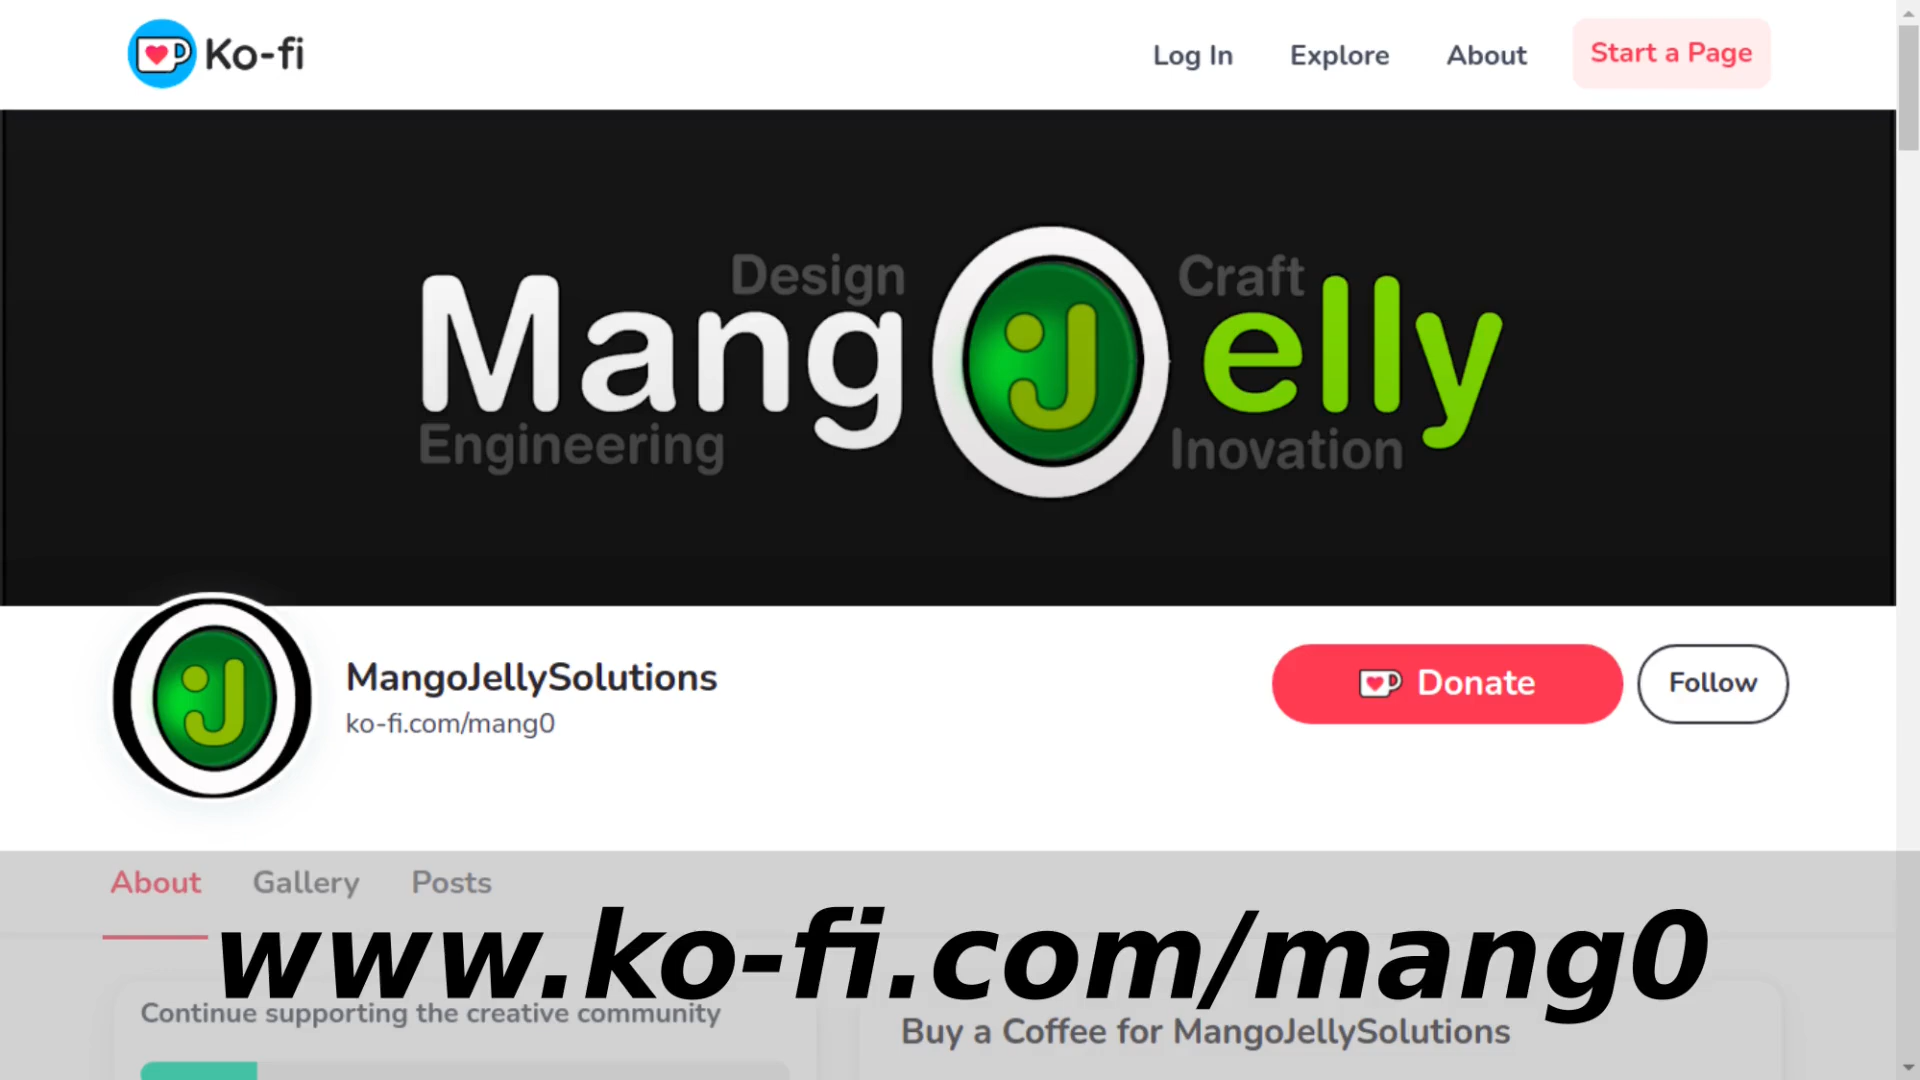 Ko-fi
Log In Explore About Start a Page
Design Craft
Mang J elly
Engineering Inovation
J
MangoJellySolutions
ko-fi.com/mang0
Donate Follow
About Gallery Posts
www.ko-fi.com/mang0
Continue supporting the creative community
Buy a Coffee for MangoJellySolutions